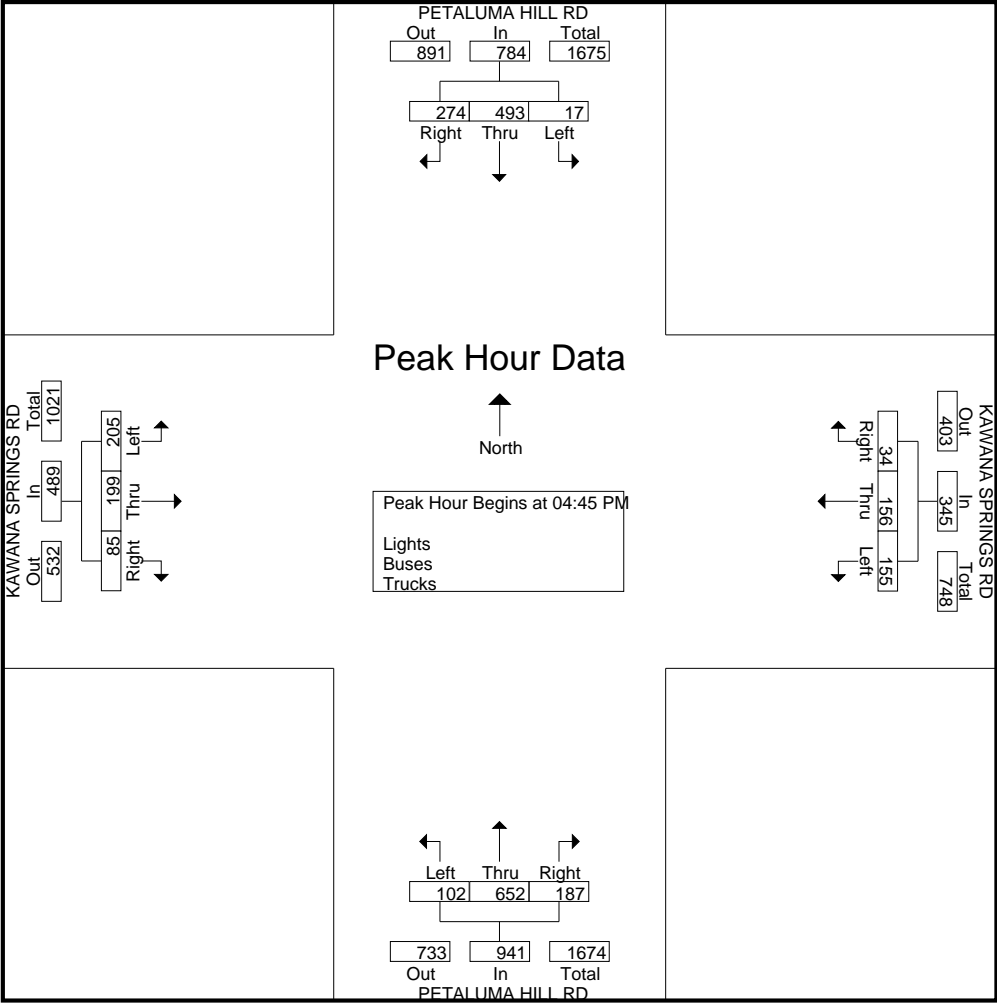 PETALUMA HILL RD
Out In Total
891 784 1675
274 493 17
Right Thru Left
Peak Hour Data
North
Peak Hour Begins at 04:45 PM
Lights
Buses
Trucks
KAWANA SPRINGS RD
Out In Total
532 489 1021
85 199 205
Right Thru Left
KAWANA SPRINGS RD
Out In Total
403 345 748
34 156 155
Right Thru Left
Left Thru Right
102 652 187
733 941 1674
Out In Total
PETALUMA HILL RD